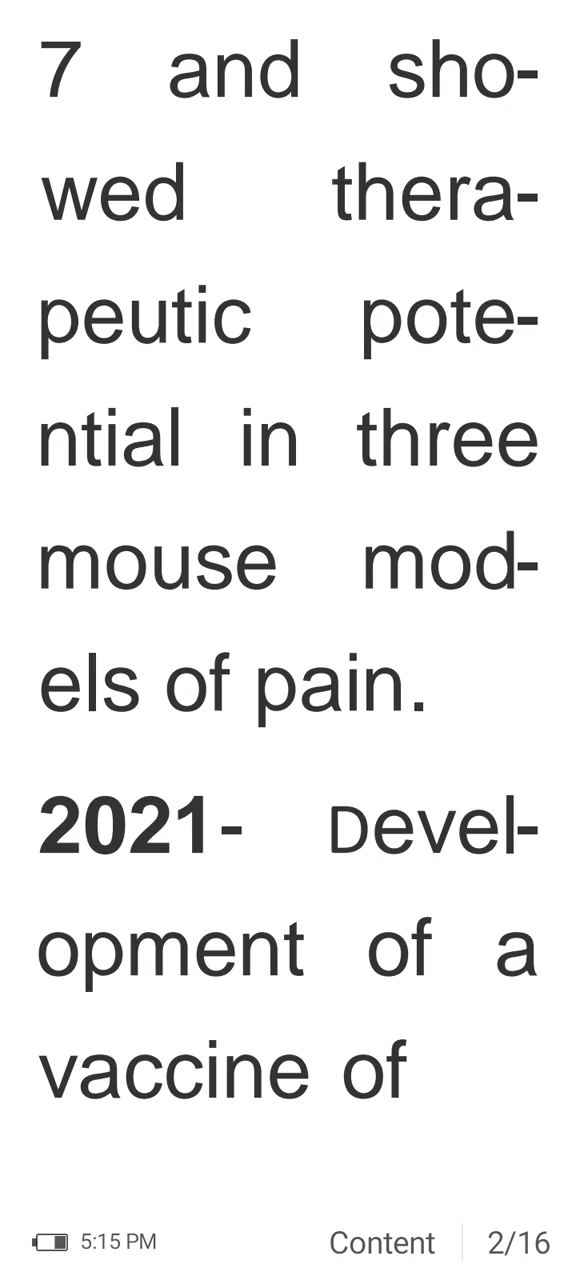 7 and sho-
wed thera-
peutic pote-
ntial in three
mouse mod-
els of pain.
2021- Devel-
opment of a
vaccine of
5:15 PM Content 2/16